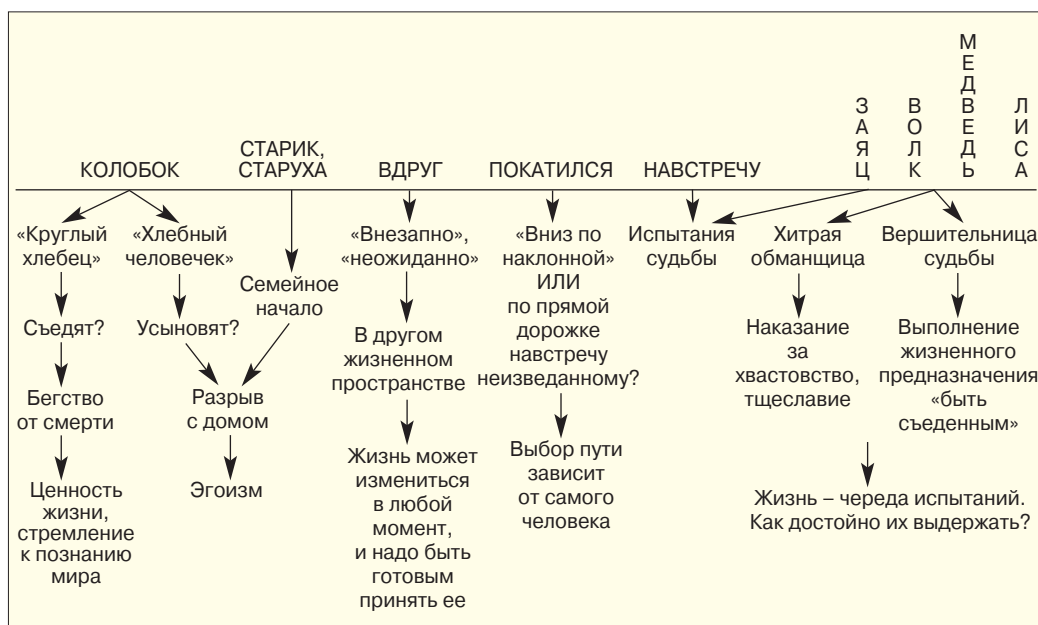 КОЛОБОК
СТАРИК,
СТАРУХА
ВДРУГ
ПОКАТИЛСЯ
НАВСТРЕЧУ
ЗАЯЦ
ВОЛК
МЕДВЕДЬ
ЛИСА
«Круглый
хлебец»
Съедят?
Бегство
от смерти
Ценность
жизни,
стремление
к познанию
мира
«Хлебный
человечек»
Усыновят?
Семейное
начало
Разрыв
с домом
Эгоизм
«Внезапно»,
«неожиданно»
В другом
жизненном
пространстве
Жизнь может
измениться
в любой
момент,
и надо быть
готовым
принять ее
«Вниз по
наклонной»
ИЛИ
по прямой
дорожке
навстречу
неизведанному?
Выбор пути
зависит
от самого
человека
Испытания
судьбы
Хитрая
обманщица
Наказание
за
хвастовство,
тщеславие
Вершительница
судьбы
Выполнение
жизненного
предназначения
«быть
съеденным»
Жизнь – череда испытаний.
Как достойно их выдержать?